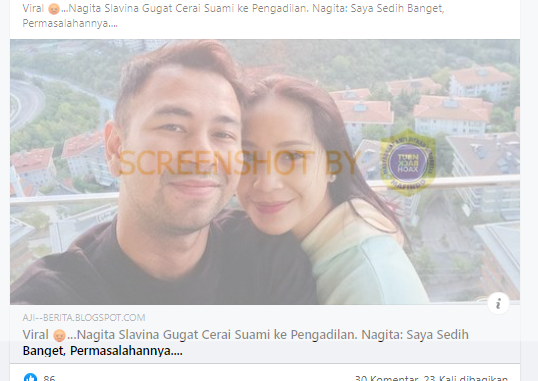 Viral 😡...Nagita Slavina Gugat Cerai Suami ke Pengadilan. Nagita: Saya Sedih Banget,
Permasalahannya....
SCREENSHOT BY
TURN
BACK
HOAX
AJI--BERITA.BLOGSPOT.COM
Viral 😡...Nagita Slavina Gugat Cerai Suami ke Pengadilan. Nagita: Saya Sedih
Banget, Permasalahannya....
86
30 Komentar 23 Kali dibagikan